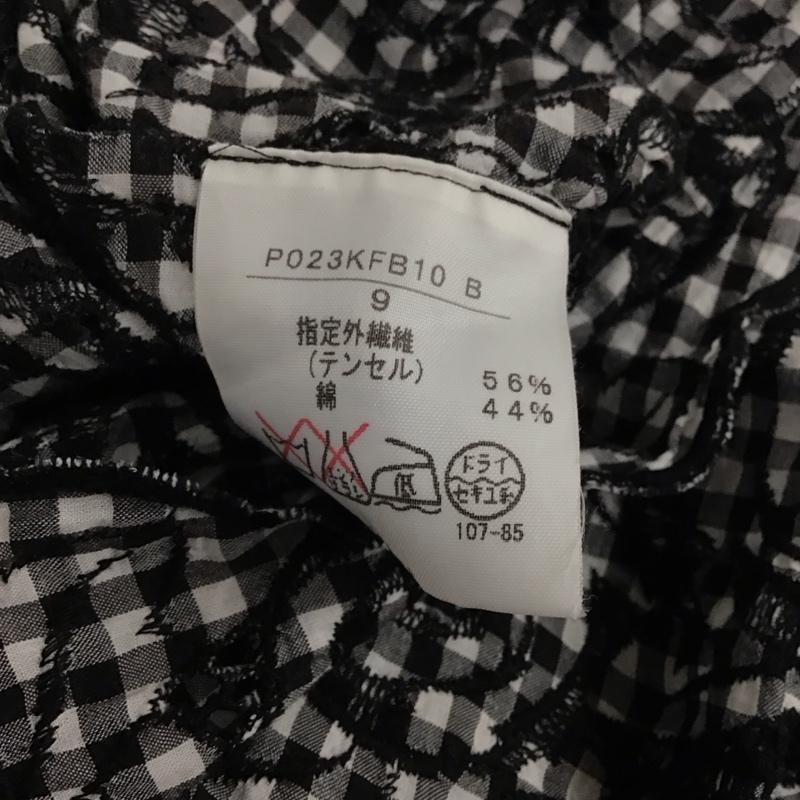 P023KFB10 B
9
指定外繊維
(テンセル) 56%
綿 44%
ドライ
セキユ系
107-85